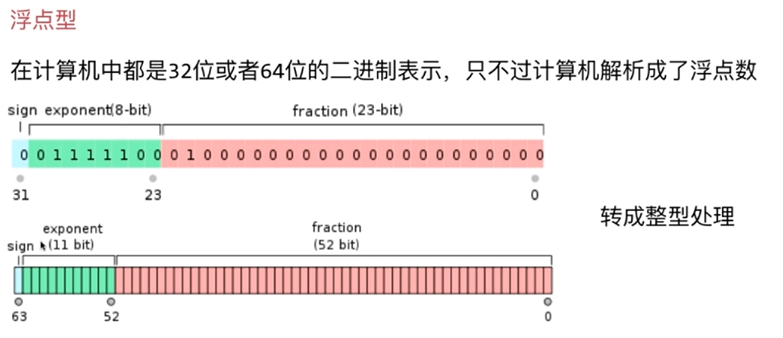 浮点型
在计算机中都是32位或者64位的二进制表示，只不过计算机解析成了浮点数
sign exponent(8-bit) fraction (23-bit)
0 0 1 1 1 1 1 0 0 0 1 0 0 0 0 0 0 0 0 0 0 0 0 0 0 0 0 0 0 0 0 0
31 23 0
转成整型处理
exponent fraction
sign (11 bit) (52 bit)
63 52 0